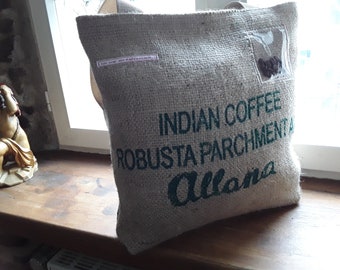 INDIAN COFFEE
ROBUSTA PARCHMENT A
allana